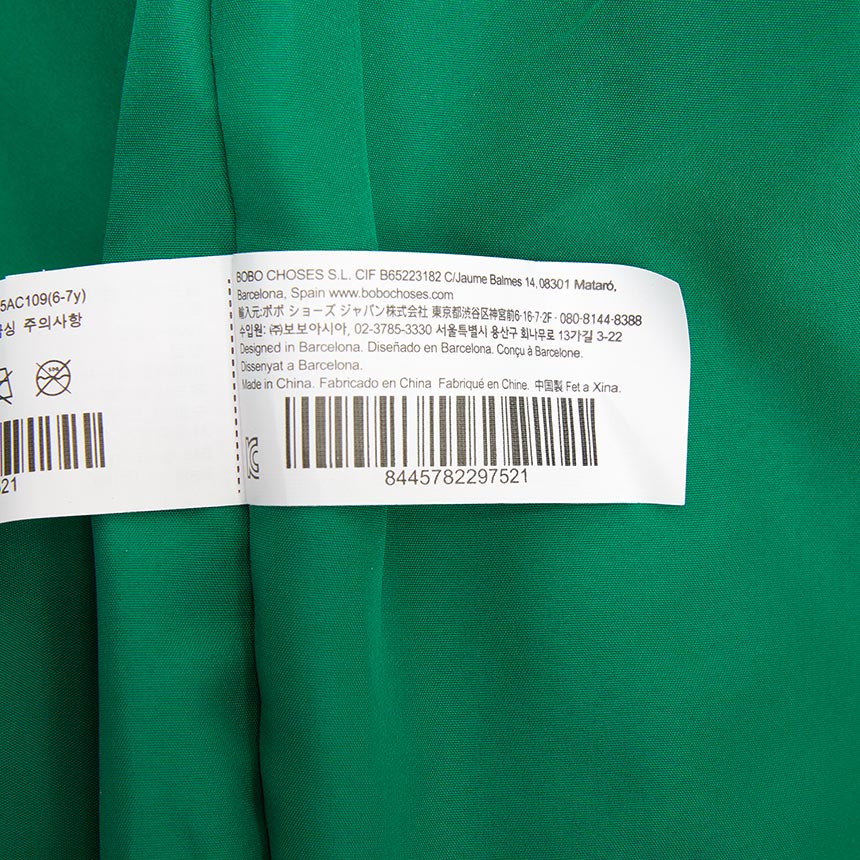 5AC109(6-7y)
급싱 주의사항
21
BOBO CHOSES S.L. CIF B65223182 C/Jaume Balmes 14, 08301 Mataró,
Barcelona, Spain www.bobochoses.com
輸入元:ボボ ショーズ ジャパン株式会社 東京都渋谷区神宮前6-16-7-2F · 080-8144-8388
수입원: (주)보보아시아, 02-3785-3330 서울특별시 용산구 회나무로 13가길 3-22
Designed in Barcelona. Diseñado en Barcelona. Conçu à Barcelone.
Dissenyat a Barcelona.
Made in China. Fabricado en China Fabriqué en Chine. 中国製 Fet a Xina.
8445782297521